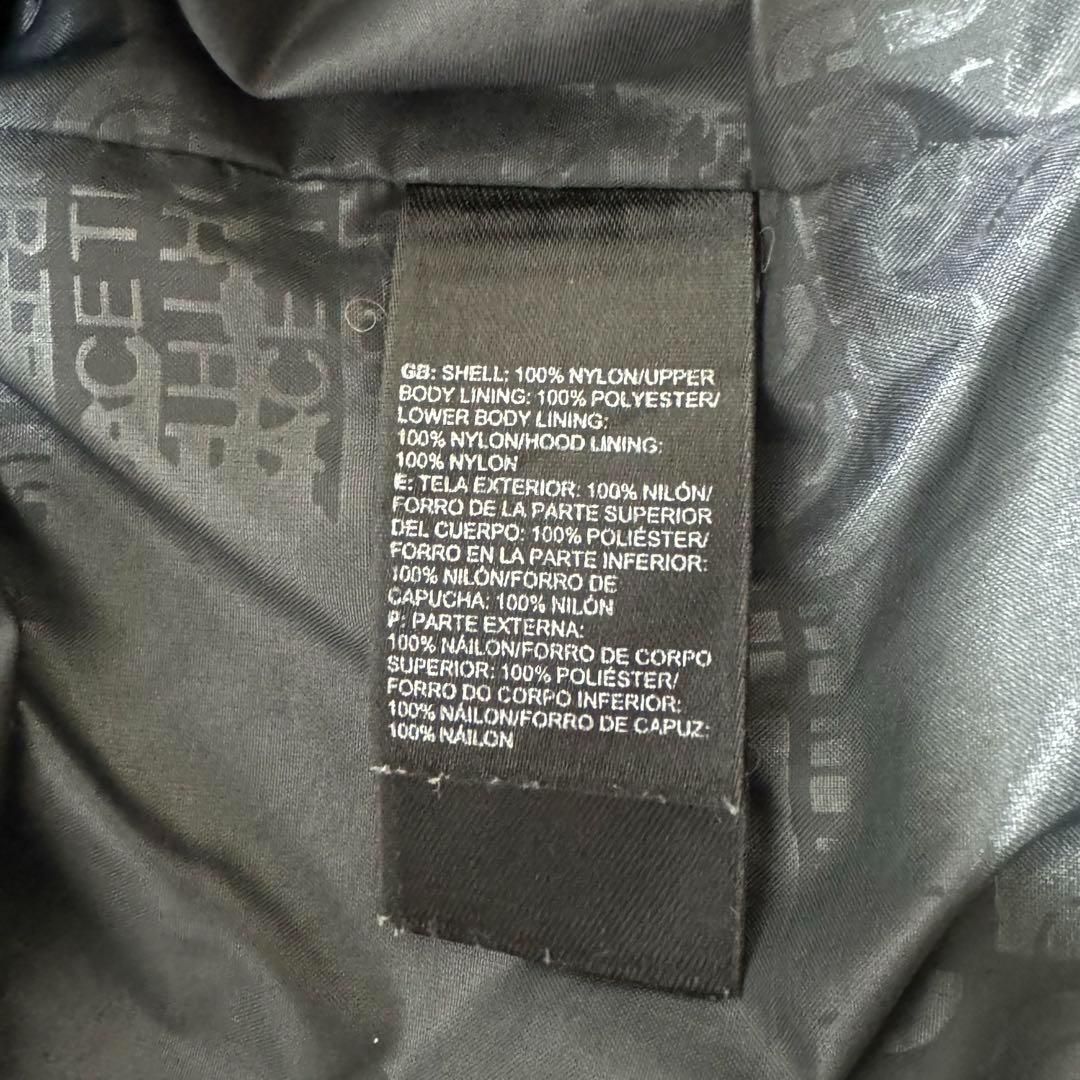 GB: SHELL: 100% NYLON/UPPER
BODY LINING: 100% POLYESTER/
LOWER BODY LINING:
100% NYLON/HOOD LINING:
100% NYLON
E: TELA EXTERIOR: 100% NILÓN/
FORRO DE LA PARTE SUPERIOR
DEL CUERPO: 100% POLIÉSTER/
FORRO EN LA PARTE INFERIOR:
100% NILÓN/FORRO DE
CAPUCHA: 100% NILÓN
P: PARTE EXTERNA:
100% NÁILON/FORRO DE CORPO
SUPERIOR: 100% POLIÉSTER/
FORRO DO CORPO INFERIOR:
100% NÁILON/FORRO DE CAPUZ:
100% NÁILON